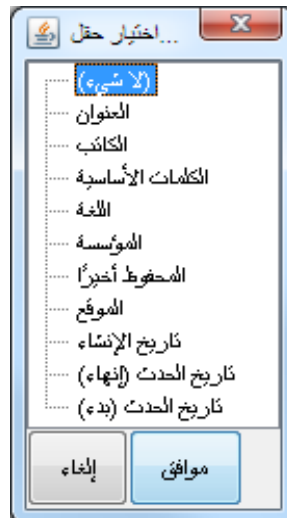 اختيار حقل...
(لا شيء)
العنوان
الكاتب
الكلمات الأساسية
اللغة
المؤسسة
المحفوظ أخيرًا
الموقع
تاريخ الإنشاء
تاريخ الحدث (إنهاء)
تاريخ الحدث (بدء)
موافق
إلغاء